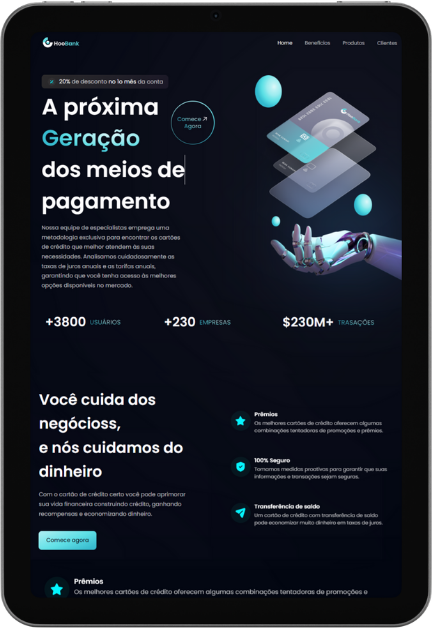 HooBank
Home Benefícios Produtos Clientes
20% de desconto no 1o mês da conta
A próxima
Geração
dos meios de
pagamento
Comece
Agora
Nossa equipe de especialistas emprega uma
metodologia exclusiva para encontrar os cartões
de crédito que melhor atendem às suas
necessidades. Analisamos cuidadosamente as
taxas de juros anuais e as tarifas anuais,
garantindo que você tenha acesso às melhores
opções disponíveis no mercado.
+3800 USUÁRIOS
+230 EMPRESAS
$230M+ TRASAÇÕES
Você cuida dos
negócioss,
e nós cuidamos do
dinheiro
Com o cartão de crédito certo você pode aprimorar
sua vida financeira construindo crédito, ganhando
recompensas e economizando dinheiro.
Comece agora
Prêmios
Os melhores cartões de crédito oferecem algumas
combinações tentadoras de promoções e prêmios.
100% Seguro
Tomamos medidas proativas para garantir que suas
informações e transações sejam seguras.
Transferência de saldo
Um cartão de crédito com transferência de saldo
pode economizar muito dinheiro em taxas de juros.
Prêmios
Os melhores cartões de crédito oferecem algumas combinações tentadoras de promoções e